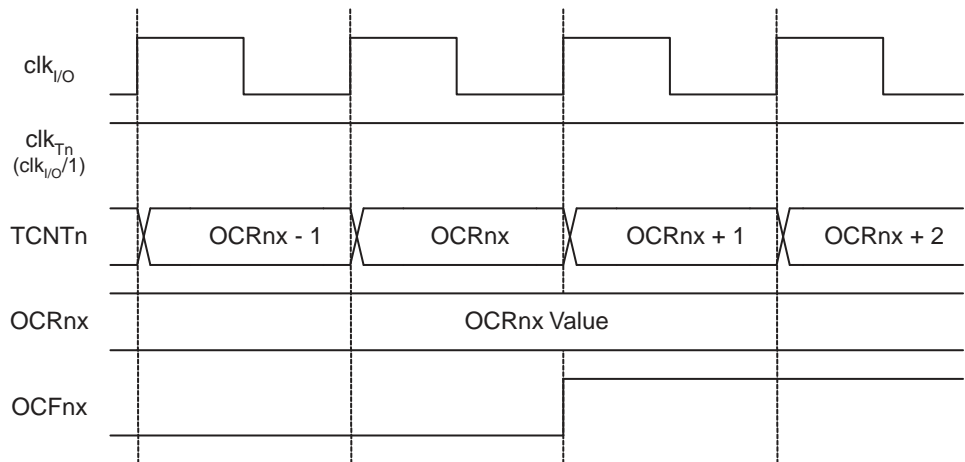 clkI/O
clkTn
(clkI/O/1)
TCNTn OCRnx - 1 OCRnx OCRnx + 1 OCRnx + 2
OCRnx OCRnx Value
OCFnx